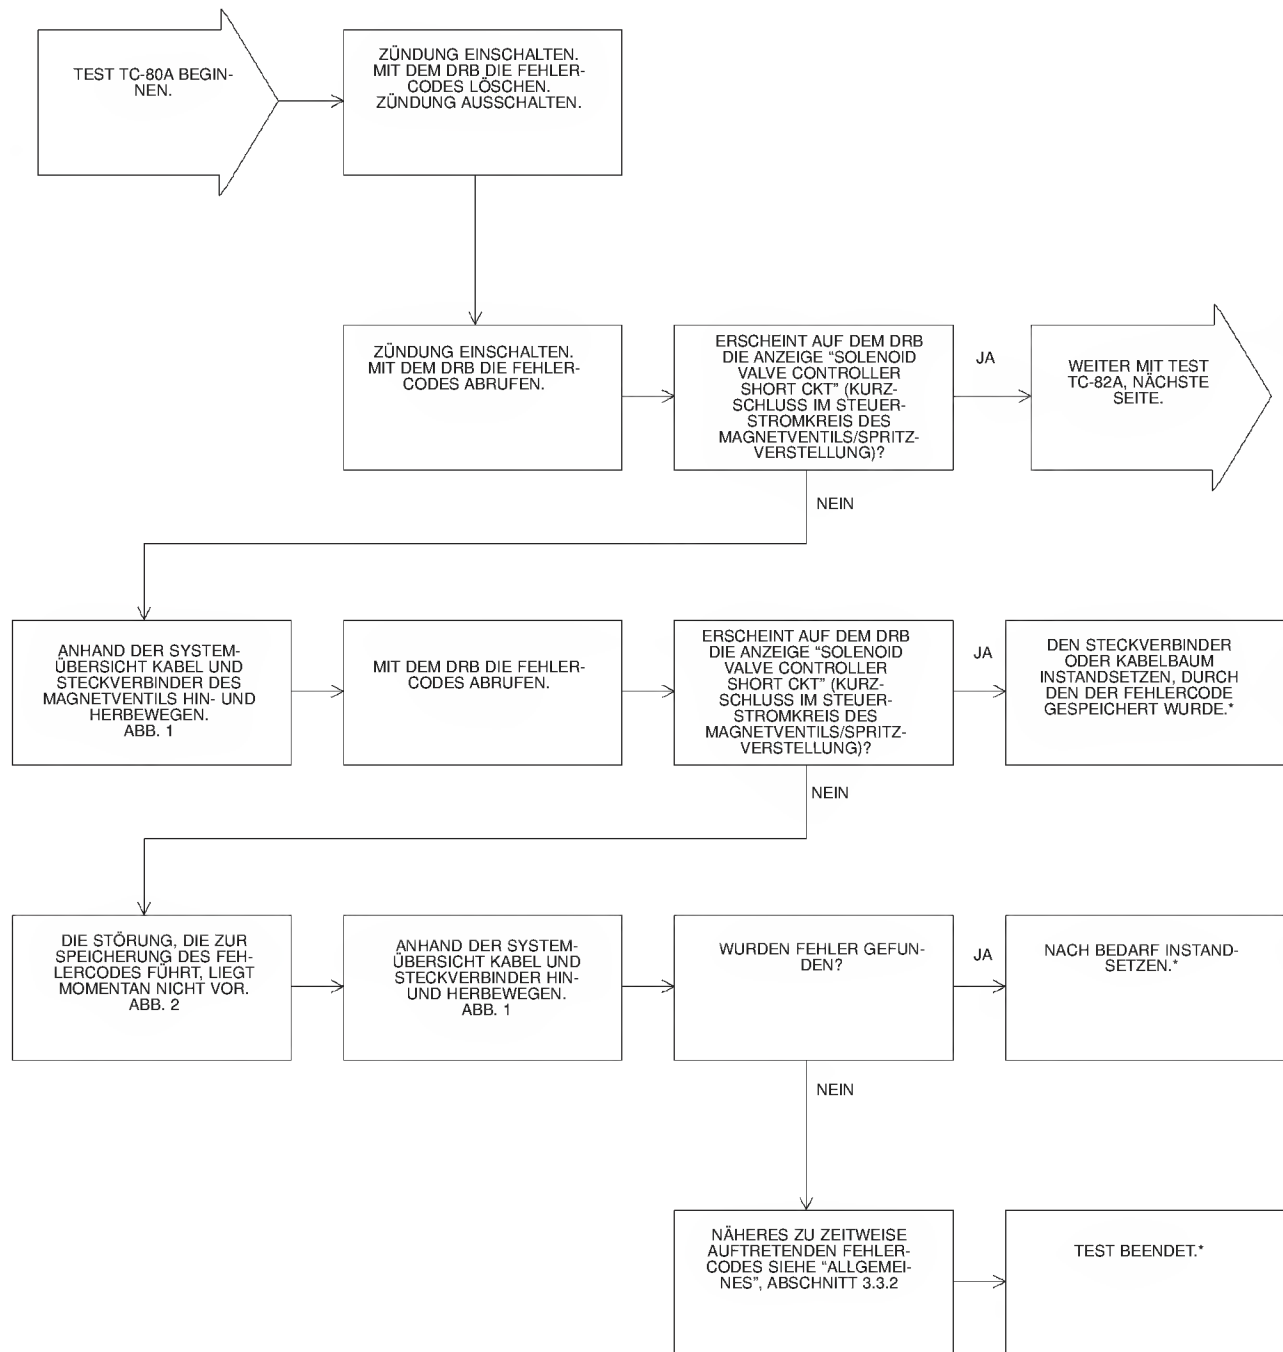 TEST TC-80A BEGIN-
NEN.
ZÜNDUNG EINSCHALTEN.
MIT DEM DRB DIE FEHLER-
CODES LÖSCHEN.
ZÜNDUNG AUSSCHALTEN.
ZÜNDUNG EINSCHALTEN.
MIT DEM DRB DIE FEHLER-
CODES ABRUFEN.
ERSCHEINT AUF DEM DRB
DIE ANZEIGE “SOLENOID
VALVE CONTROLLER
SHORT CKT” (KURZ-
SCHLUSS IM STEUER-
STROMKREIS DES
MAGNETVENTILS/SPRITZ-
VERSTELLUNG)?
JA
WEITER MIT TEST
TC-82A, NÄCHSTE
SEITE.
NEIN
ANHAND DER SYSTEM-
ÜBERSICHT KABEL UND
STECKVERBINDER DES
MAGNETVENTILS HIN- UND
HERBEWEGEN.
ABB. 1
MIT DEM DRB DIE FEHLER-
CODES ABRUFEN.
ERSCHEINT AUF DEM DRB
DIE ANZEIGE “SOLENOID
VALVE CONTROLLER
SHORT CKT” (KURZ-
SCHLUSS IM STEUER-
STROMKREIS DES
MAGNETVENTILS/SPRITZ-
VERSTELLUNG)?
JA
DEN STECKVERBINDER
ODER KABELBAUM
INSTANDSETZEN, DURCH
DEN DER FEHLERCODE
GESPEICHERT WURDE.*
NEIN
DIE STÖRUNG, DIE ZUR
SPEICHERUNG DES FEH-
LERCODES FÜHRT, LIEGT
MOMENTAN NICHT VOR.
ABB. 2
ANHAND DER SYSTEM-
ÜBERSICHT KABEL UND
STECKVERBINDER HIN-
UND HERBEWEGEN.
ABB. 1
WURDEN FEHLER GEFUN-
DEN?
JA
NACH BEDARF INSTAND-
SETZEN.*
NEIN
NÄHERES ZU ZEITWEISE
AUFTRETENDEN FEHLER-
CODES SIEHE “ALLGEMEI-
NES”, ABSCHNITT 3.3.2
TEST BEENDET.*